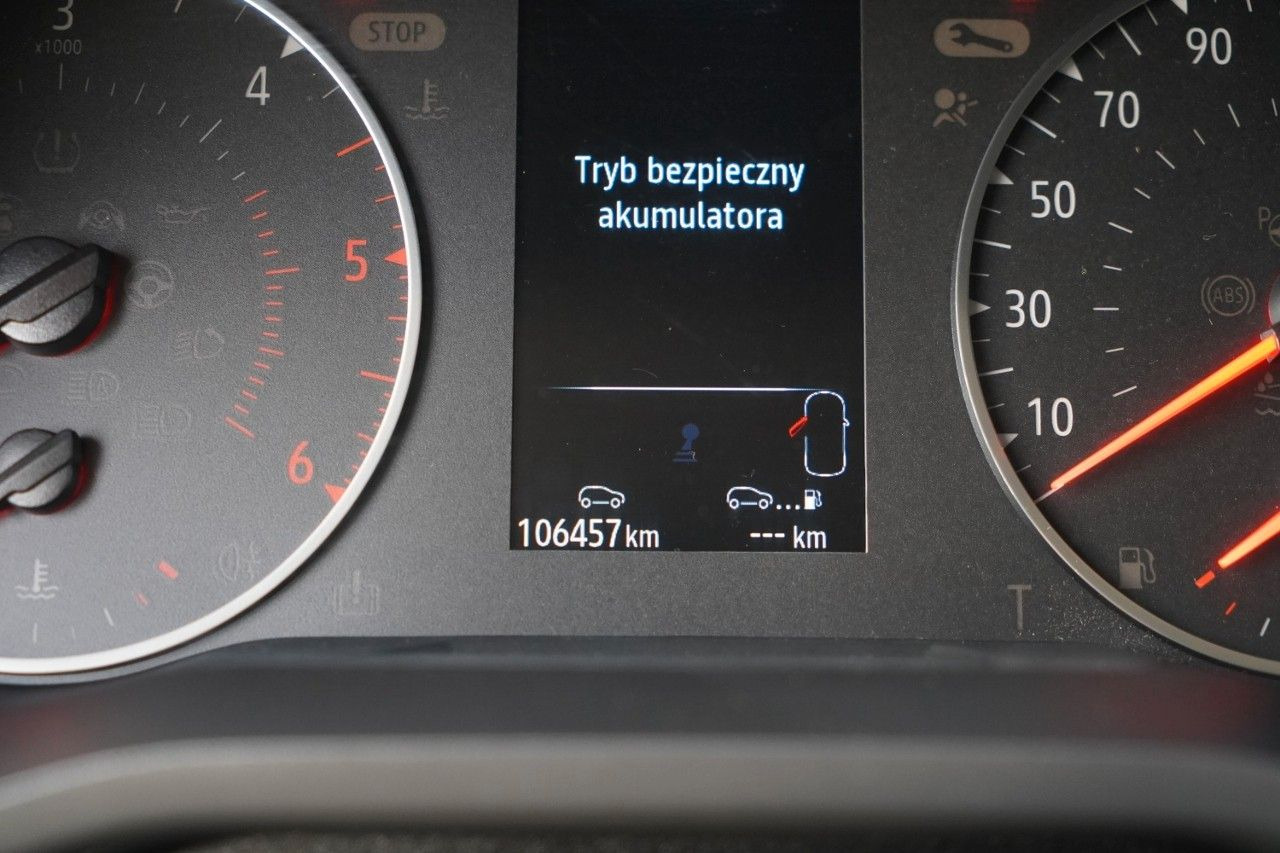 3
x1000
4
5
6
STOP
Tryb bezpieczny
akumulatora
106457 km
--- km
90
70
50
30
10
P
ABS
T